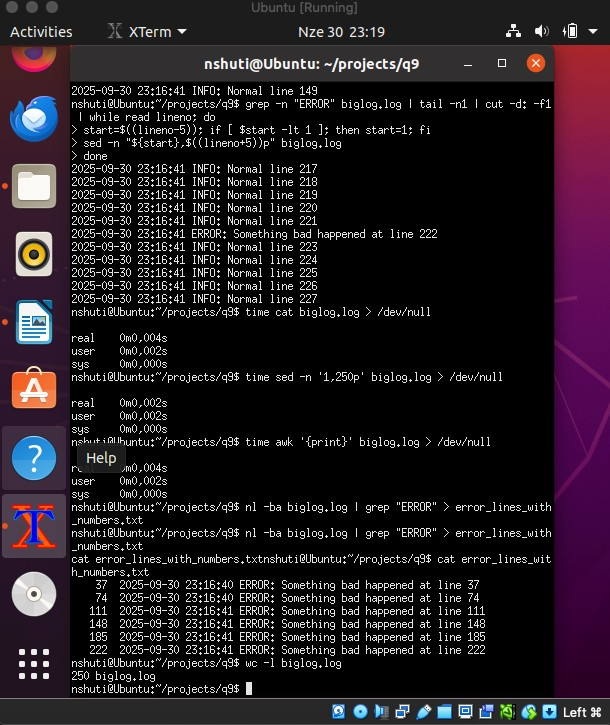 Ubuntu [Running]
Activities
XTerm
Nze 30 23:19
nshuti@Ubuntu: ~/projects/q9
2025-09-30 23:16:41 INFO: Normal line 149
nshuti@Ubuntu:~/projects/q9$ grep -n "ERROR" biglog.log | tail -n1 | cut -d: -f1
 | while read lineno; do
> start=$((lineno-5)); if [ $start -lt 1 ]; then start=1; fi
> sed -n "${start},$((lineno+5))p" biglog.log
> done
2025-09-30 23:16:41 INFO: Normal line 217
2025-09-30 23:16:41 INFO: Normal line 218
2025-09-30 23:16:41 INFO: Normal line 219
2025-09-30 23:16:41 INFO: Normal line 220
2025-09-30 23:16:41 INFO: Normal line 221
2025-09-30 23:16:41 ERROR: Something bad happened at line 222
2025-09-30 23:16:41 INFO: Normal line 223
2025-09-30 23:16:41 INFO: Normal line 224
2025-09-30 23:16:41 INFO: Normal line 225
2025-09-30 23:16:41 INFO: Normal line 226
2025-09-30 23:16:41 INFO: Normal line 227
nshuti@Ubuntu:~/projects/q9$ time cat biglog.log > /dev/null
real 0m0,004s
user 0m0,002s
sys 0m0,000s
nshuti@Ubuntu:~/projects/q9$ time sed -n '1,250p' biglog.log > /dev/null
real 0m0,002s
user 0m0,002s
sys 0m0,000s
nshuti@Ubuntu:~/projects/q9$ time awk '{print}' biglog.log > /dev/null
Help
0m0,004s
user 0m0,002s
sys 0m0,000s
nshuti@Ubuntu:~/projects/q9$ nl -ba biglog.log | grep "ERROR" > error_lines_with
_numbers.txt
nshuti@Ubuntu:~/projects/q9$ nl -ba biglog.log | grep "ERROR" > error_lines_with
_numbers.txt
cat error_lines_with_numbers.txtnshuti@Ubuntu:~/projects/q9$ cat error_lines_wit
h_numbers.txt
37 2025-09-30 23:16:40 ERROR: Something bad happened at line 37
74 2025-09-30 23:16:40 ERROR: Something bad happened at line 74
111 2025-09-30 23:16:41 ERROR: Something bad happened at line 111
148 2025-09-30 23:16:41 ERROR: Something bad happened at line 148
185 2025-09-30 23:16:41 ERROR: Something bad happened at line 185
222 2025-09-30 23:16:41 ERROR: Something bad happened at line 222
nshuti@Ubuntu:~/projects/q9$ wc -l biglog.log
250 biglog.log
nshuti@Ubuntu:~/projects/q9$
Left ⌘